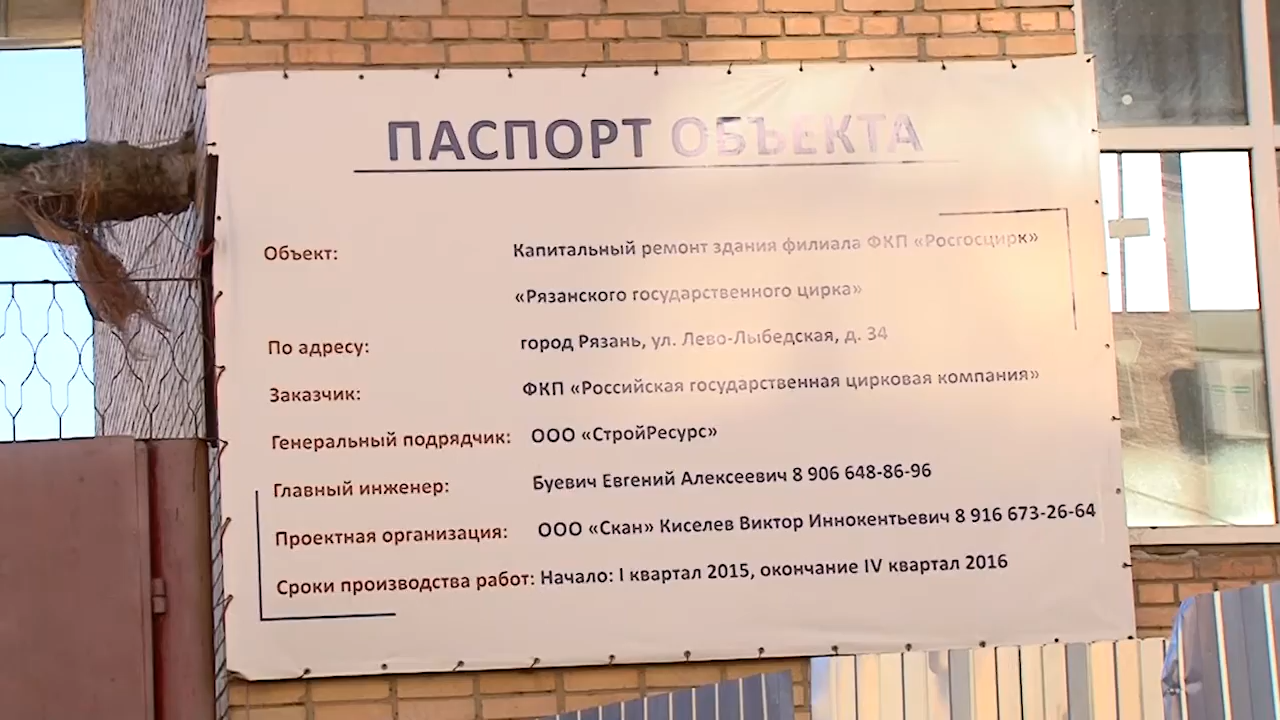 ПАСПОРТ ОБЪЕКТА
Объект: Капитальный ремонт здания филиала ФКП «Росгосцирк»
«Рязанского государственного цирка»
По адресу: город Рязань, ул. Лево-Лыбедская, д. 34
Заказчик: ФКП «Российская государственная цирковая компания»
Генеральный подрядчик: ООО «СтройРесурс»
Главный инженер: Буевич Евгений Алексеевич 8 906 648-86-96
Проектная организация: ООО «Скан» Киселев Виктор Иннокентьевич 8 916 673-26-64
Сроки производства работ: Начало: I квартал 2015, окончание IV квартал 2016